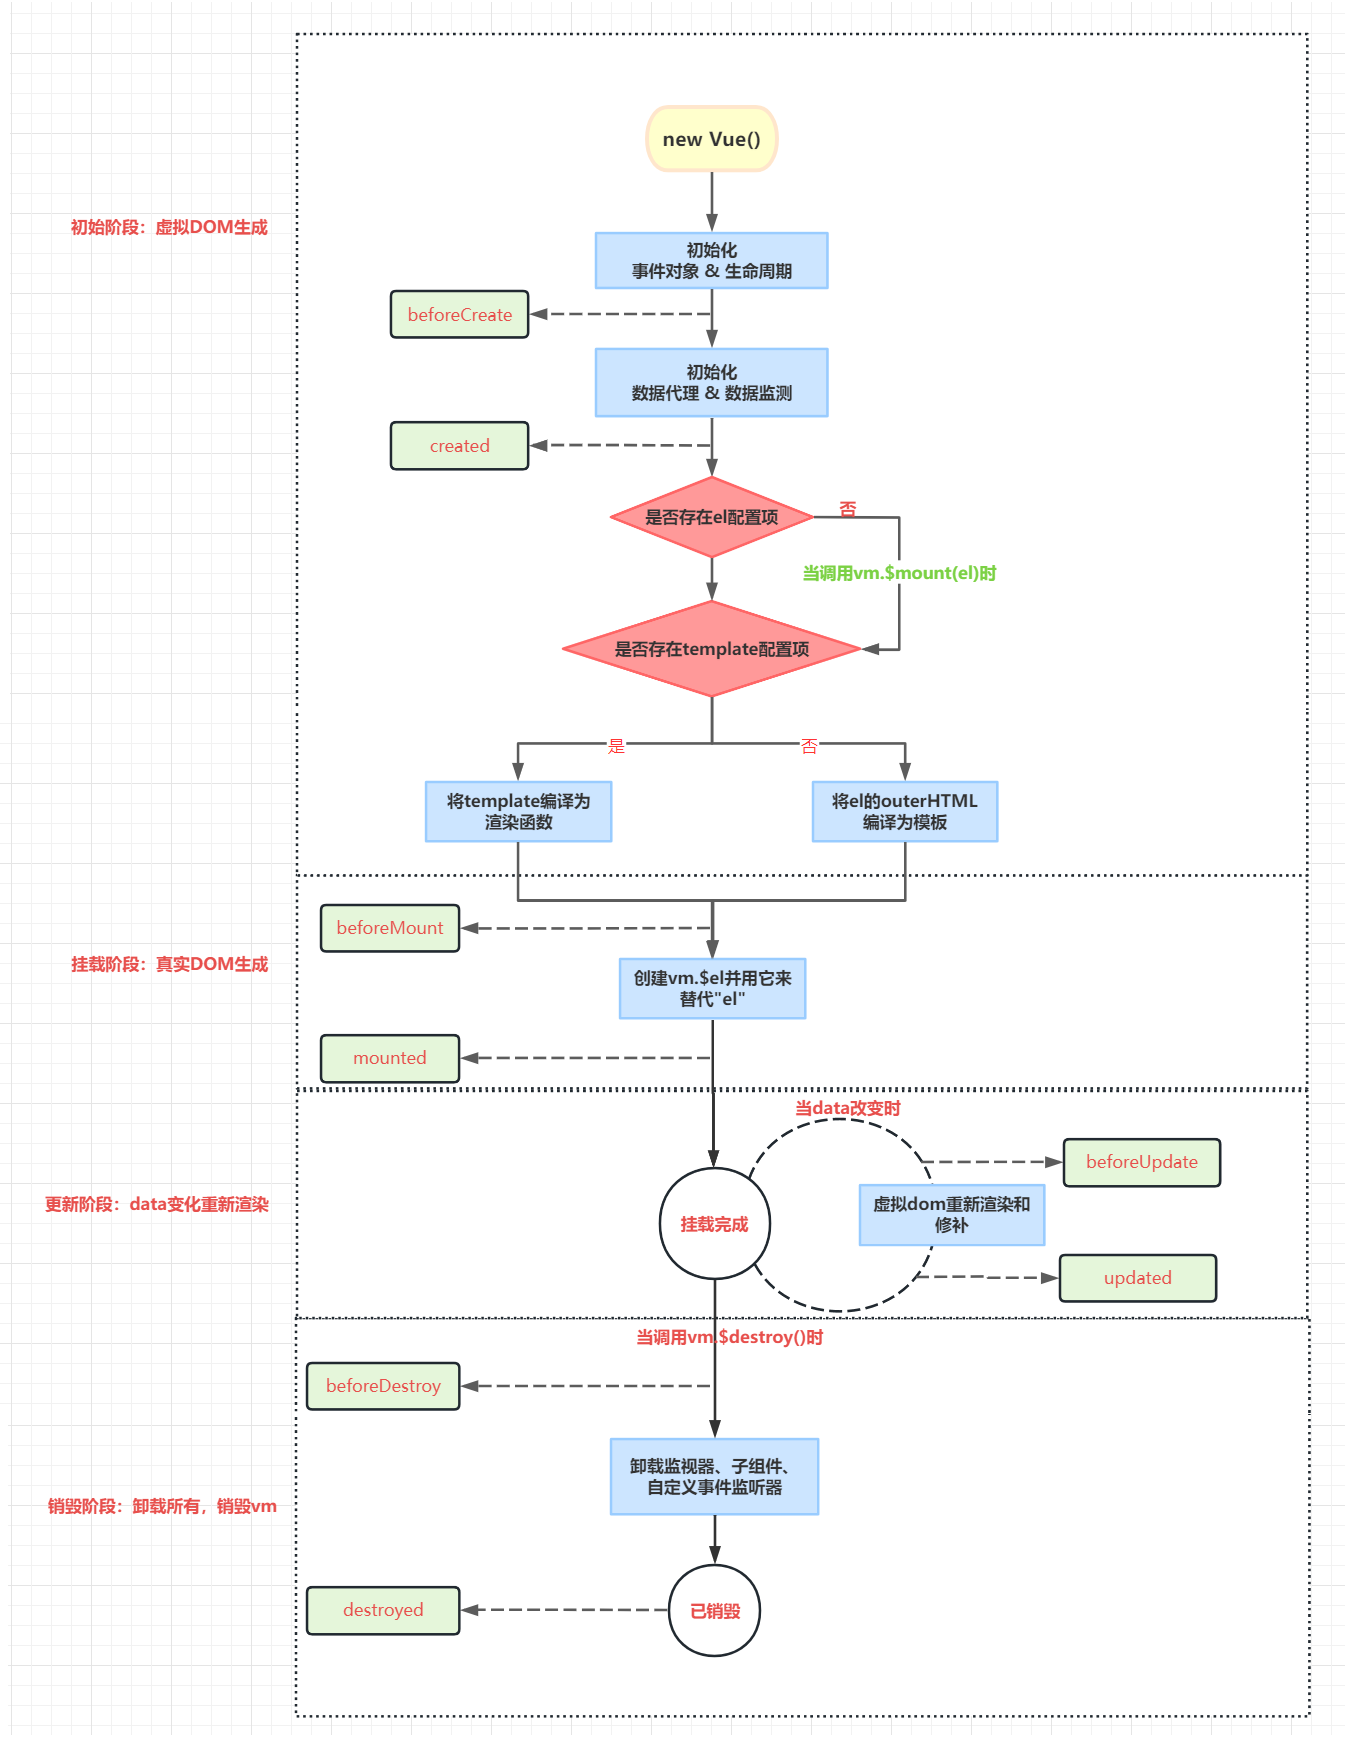 new Vue()
初始阶段：虚拟DOM生成
初始化
事件对象 & 生命周期
beforeCreate
初始化
数据代理 & 数据监测
created
是否存在el配置项
否
当调用vm.$mount(el)时
是否存在template配置项
是
否
将template编译为
渲染函数
将el的outerHTML
编译为模板
beforeMount
挂载阶段：真实DOM生成
创建vm.$el并用它来
替代"el"
mounted
当data改变时
beforeUpdate
更新阶段：data变化重新渲染
虚拟dom重新渲染和
修补
挂载完成
updated
当调用vm.$destroy()时
beforeDestroy
卸载监视器、子组件、
自定义事件监听器
销毁阶段：卸载所有，销毁vm
destroyed
已销毁